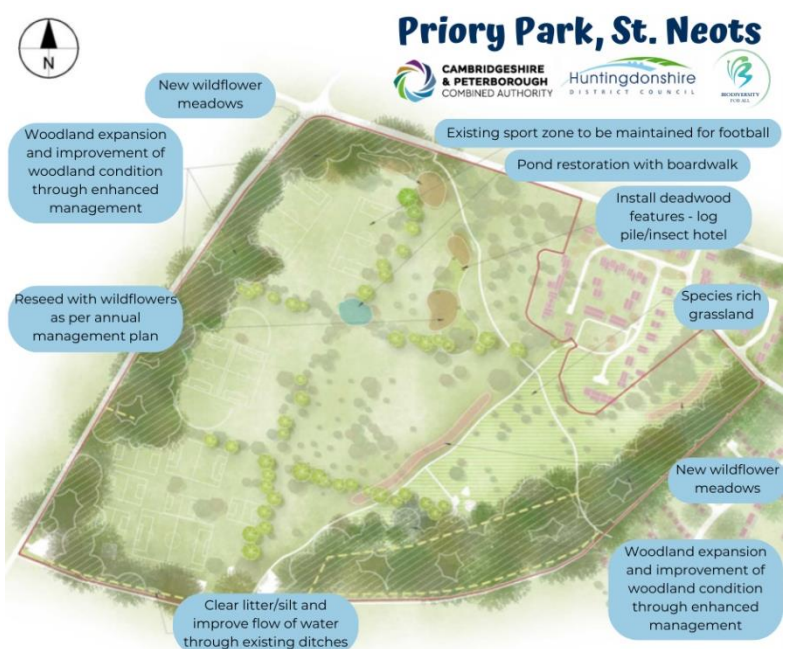 Priory Park, St. Neots
N
CAMBRIDGESHIRE
& PETERBOROUGH
COMBINED AUTHORITY
Huntingdonshire
DISTRICT COUNCIL
BIODIVERSITY
FOR ALL
New wildflower
meadows
Woodland expansion
and improvement of
woodland condition
through enhanced
management
Existing sport zone to be maintained for football
Pond restoration with boardwalk
Install deadwood
features - log
pile/insect hotel
Reseed with wildflowers
as per annual
management plan
Species rich
grassland
New wildflower
meadows
Woodland expansion
and improvement of
woodland condition
through enhanced
management
Clear litter/silt and
improve flow of water
through existing ditches